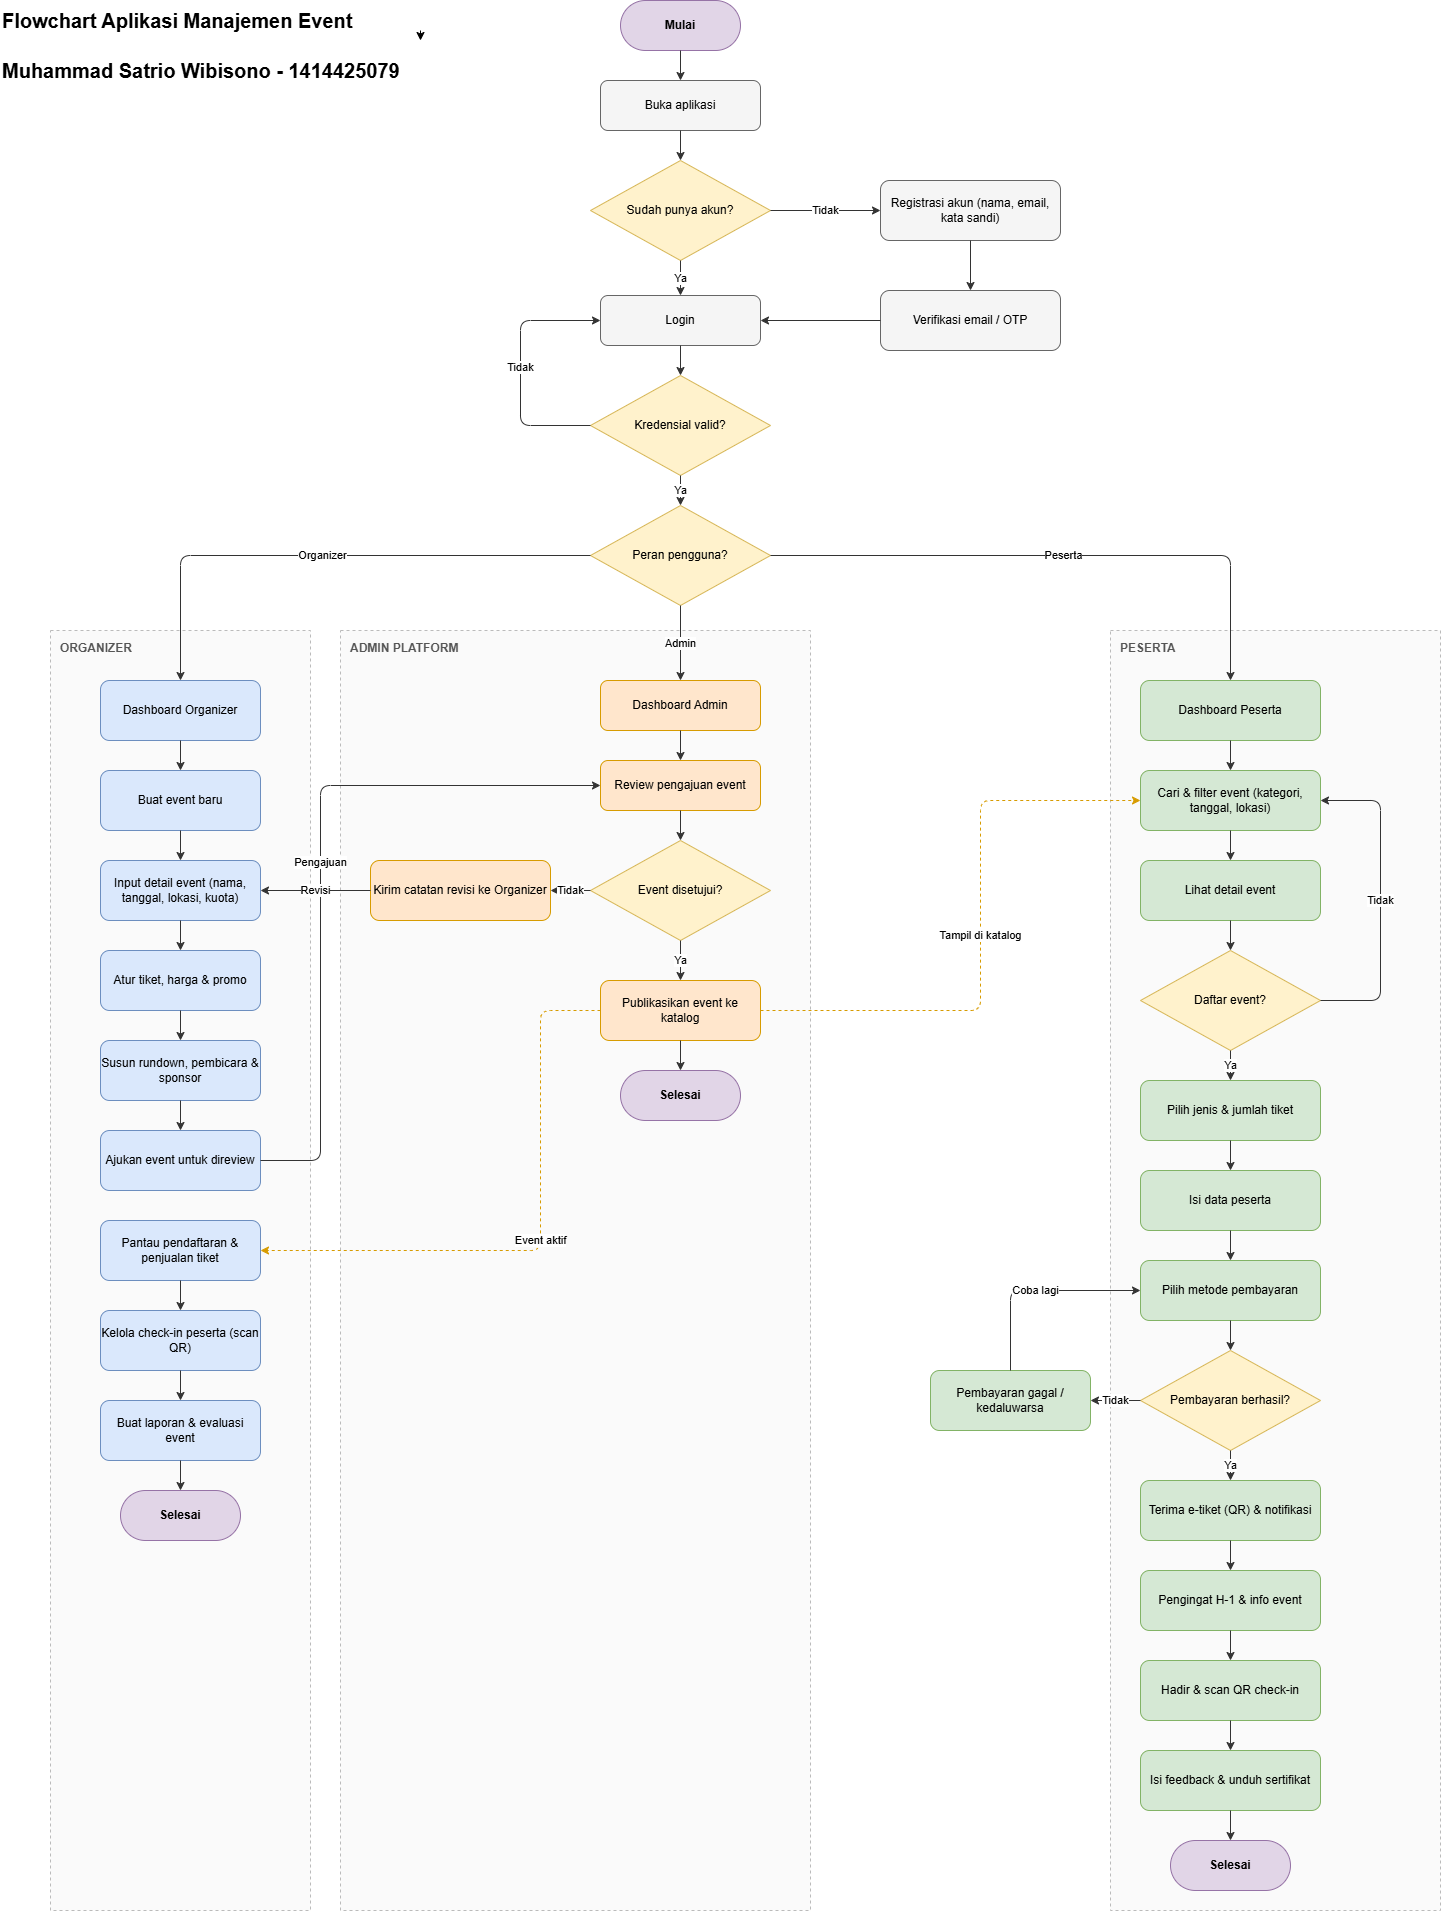 Flowchart Aplikasi Manajemen Event
Muhammad Satrio Wibisono - 1414425079
Mulai
Buka aplikasi
Sudah punya akun?
Tidak
Registrasi akun (nama, email,
kata sandi)
Ya
Login
Verifikasi email / OTP
Tidak
Kredensial valid?
Ya
Peran pengguna?
Organizer
Peserta
Admin
ORGANIZER
Dashboard Organizer
Buat event baru
Input detail event (nama,
tanggal, lokasi, kuota)
Atur tiket, harga & promo
Susun rundown, pembicara &
sponsor
Ajukan event untuk direview
Pantau pendaftaran &
penjualan tiket
Kelola check-in peserta (scan
QR)
Buat laporan & evaluasi
event
Selesai
Pengajuan
Revisi
ADMIN PLATFORM
Dashboard Admin
Review pengajuan event
Event disetujui?
Tidak
Kirim catatan revisi ke Organizer
Ya
Publikasikan event ke
katalog
Selesai
Event aktif
Tampil di katalog
PESERTA
Dashboard Peserta
Cari & filter event (kategori,
tanggal, lokasi)
Lihat detail event
Tidak
Daftar event?
Ya
Pilih jenis & jumlah tiket
Isi data peserta
Coba lagi
Pilih metode pembayaran
Pembayaran gagal /
kedaluwarsa
Tidak
Pembayaran berhasil?
Ya
Terima e-tiket (QR) & notifikasi
Pengingat H-1 & info event
Hadir & scan QR check-in
Isi feedback & unduh sertifikat
Selesai